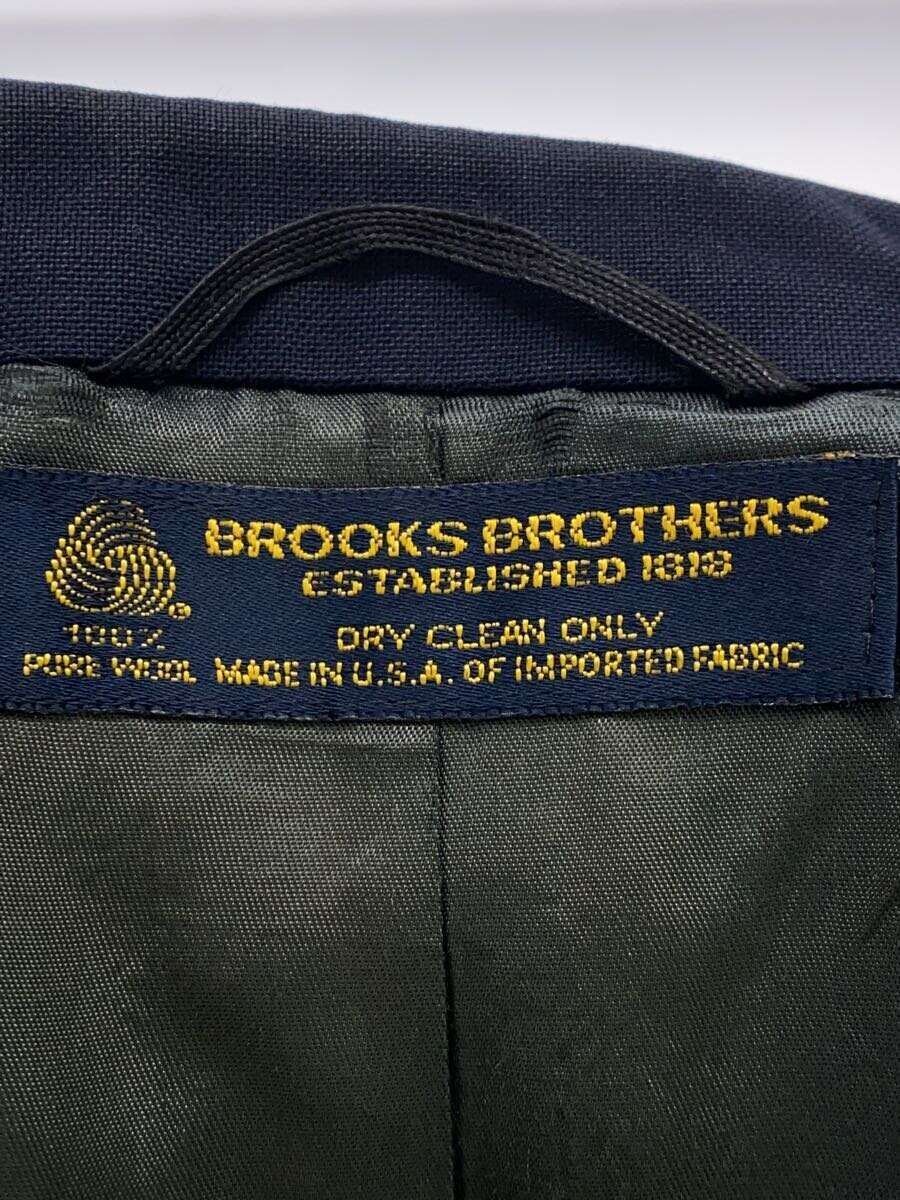 BROOKS BROTHERS
ESTABLISHED 1818
100%
PURE WOOL
DRY CLEAN ONLY
MADE IN U.S.A. OF IMPORTED FABRIC